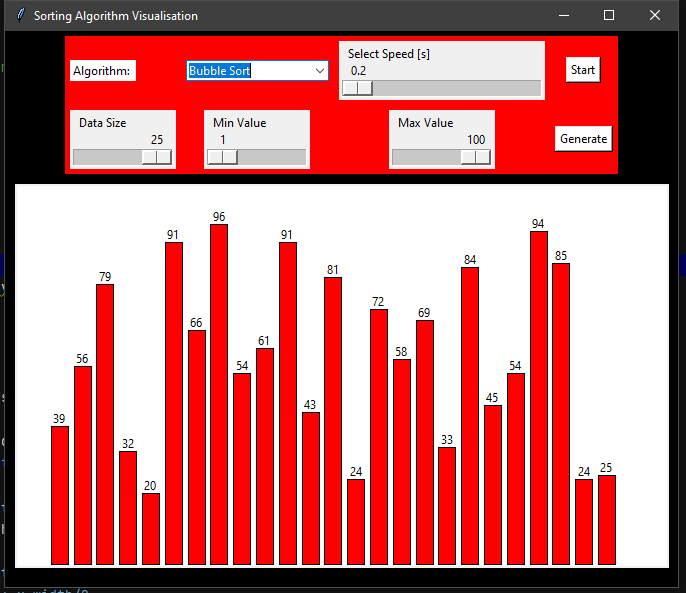 Sorting Algorithm Visualisation
Algorithm: Bubble Sort
Select Speed [s]
0.2
Start
Data Size
25
Min Value
1
Max Value
100
Generate
39 56 79 32 20 91 66 96 54 61 91 43 81 24 72 58 69 33 84 45 54 94 85 24 25